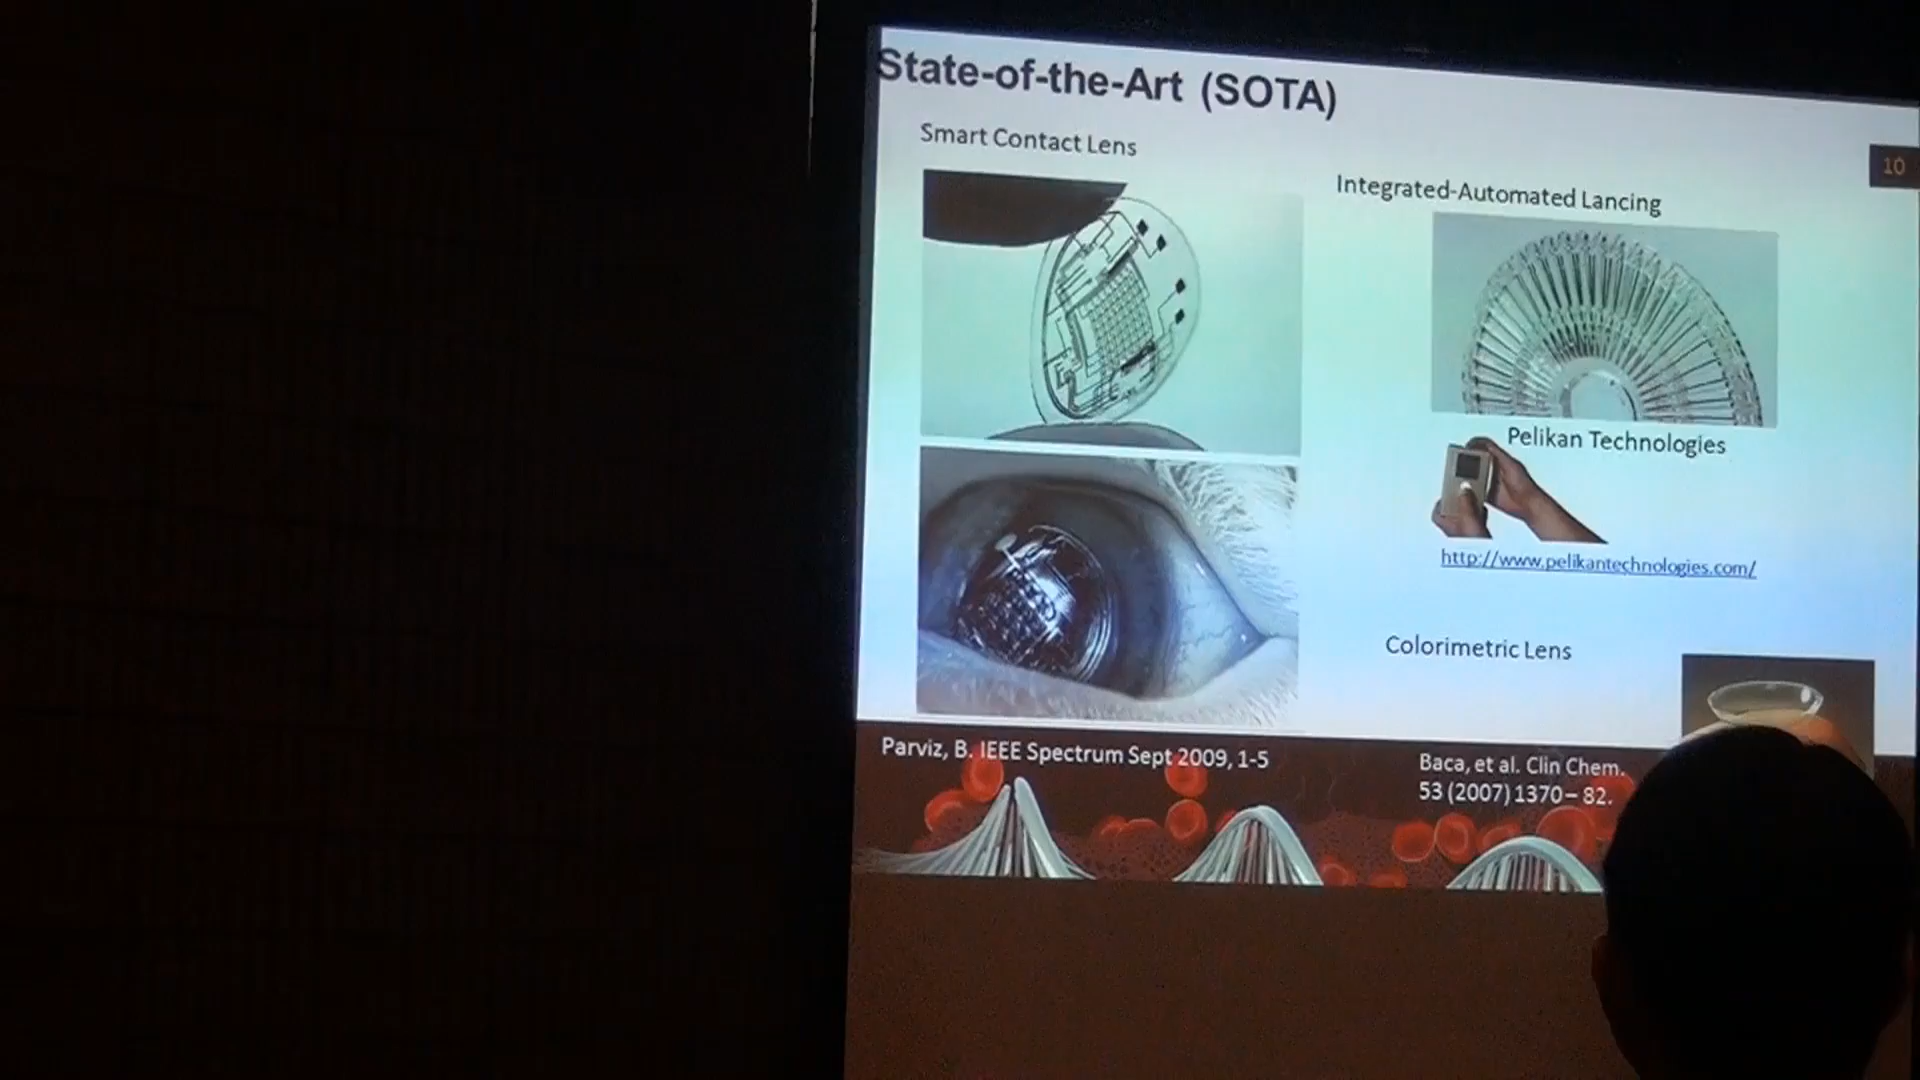 State-of-the-Art (SOTA)
Smart Contact Lens
10
Integrated-Automated Lancing
Pelikan Technologies
http://www.pelikantechnologies.com/
Colorimetric Lens
Parviz, B. IEEE Spectrum Sept 2009, 1-5
Baca, et al. Clin Chem.
53 (2007) 1370 – 82.